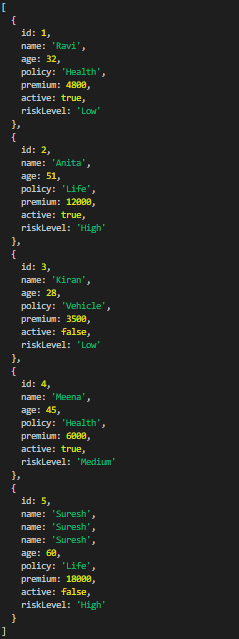 [
{
id: 1,
name: 'Ravi',
age: 32,
policy: 'Health',
premium: 4800,
active: true,
riskLevel: 'Low'
},
{
id: 2,
name: 'Anita',
age: 51,
policy: 'Life',
premium: 12000,
active: true,
riskLevel: 'High'
},
{
id: 3,
name: 'Kiran',
age: 28,
policy: 'Vehicle',
premium: 3500,
active: false,
riskLevel: 'Low'
},
{
id: 4,
name: 'Meena',
age: 45,
policy: 'Health',
premium: 6000,
active: true,
riskLevel: 'Medium'
},
{
id: 5,
name: 'Suresh',
name: 'Suresh',
name: 'Suresh',
age: 60,
policy: 'Life',
premium: 18000,
active: false,
riskLevel: 'High'
}
]